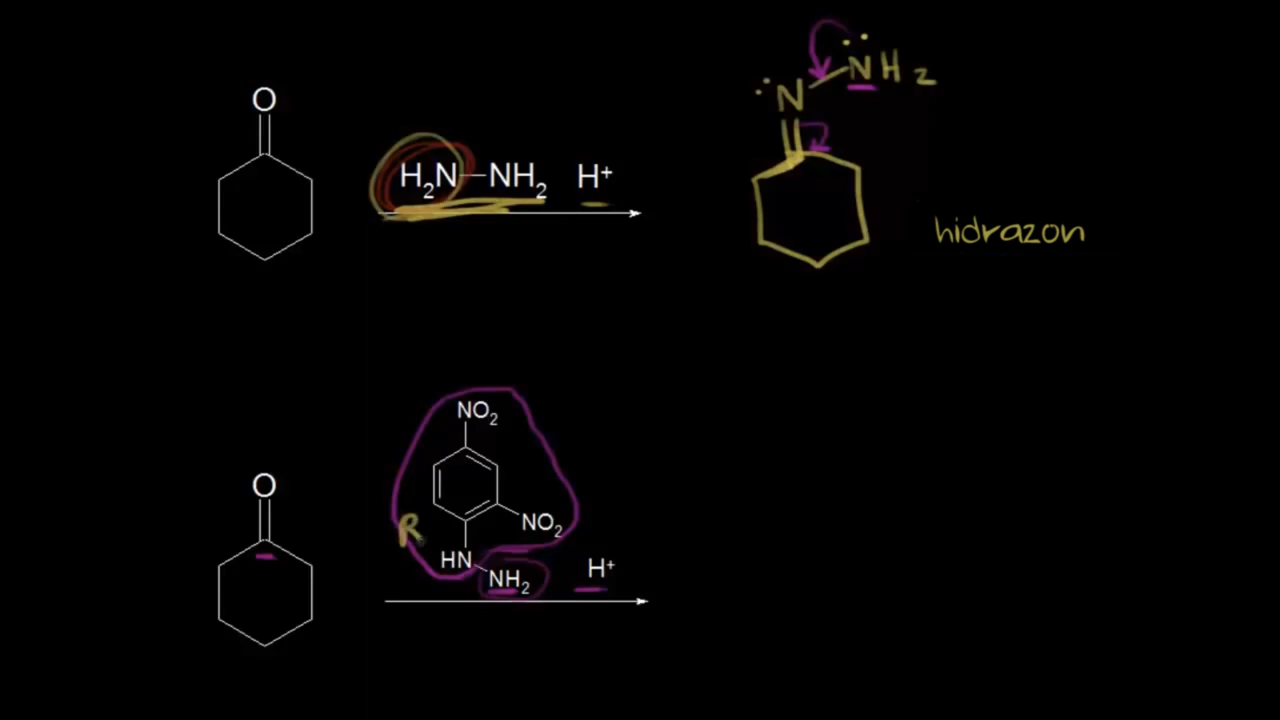 O
H₂N—NH₂ H⁺
N
NH₂
hidrazon
NO₂
NO₂
R
HN
NH₂
O
H⁺